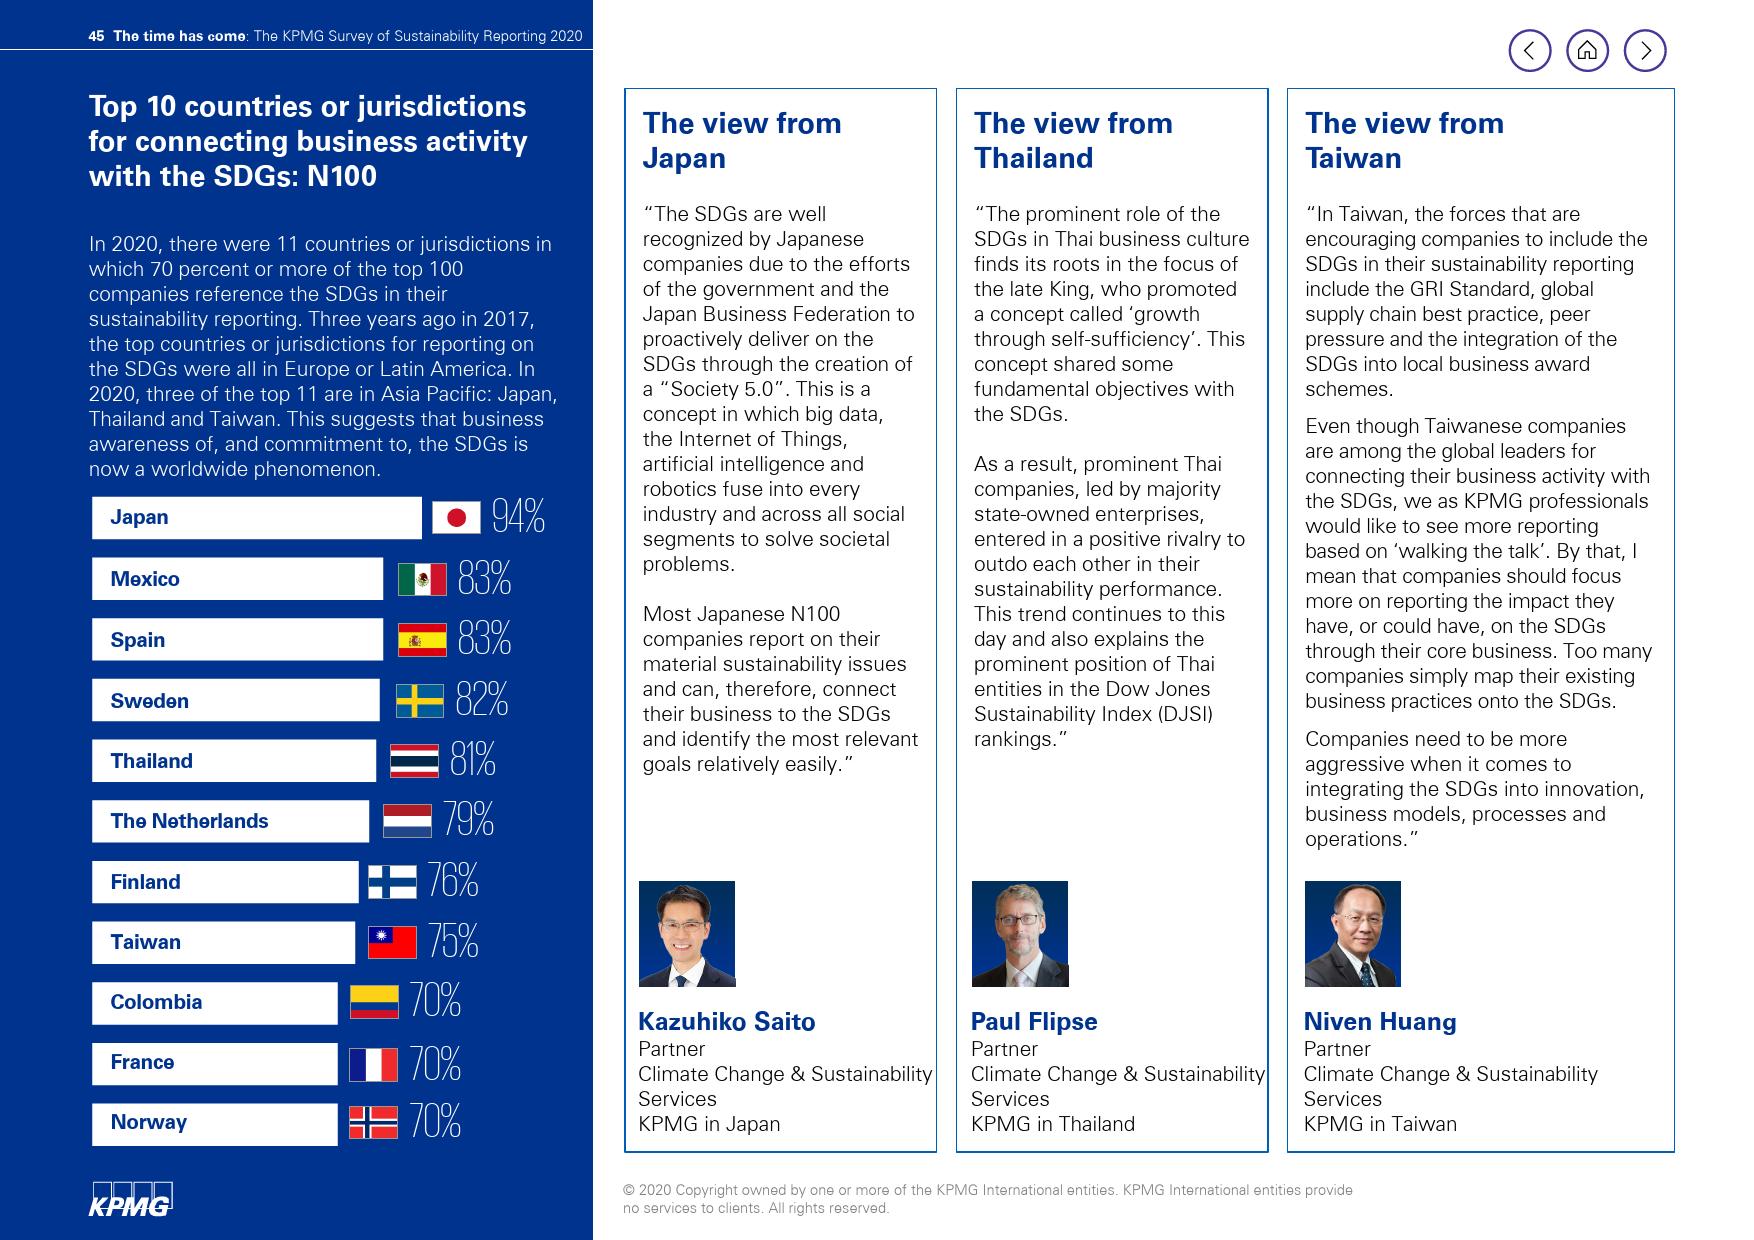 45 The time has come: The KPMG Survey of Sustainability Reporting 2020
Top 10 countries or jurisdictions
for connecting business activity
with the SDGs: N100
In 2020, there were 11 countries or jurisdictions in
which 70 percent or more of the top 100
companies reference the SDGs in their
sustainability reporting. Three years ago in 2017,
the top countries or jurisdictions for reporting on
the SDGs were all in Europe or Latin America. In
2020, three of the top 11 are in Asia Pacific: Japan,
Thailand and Taiwan. This suggests that business
awareness of, and commitment to, the SDGs is
now a worldwide phenomenon.
Japan 94%
Mexico 83%
Spain 83%
Sweden 82%
Thailand 81%
The Netherlands 79%
Finland 76%
Taiwan 75%
Colombia 70%
France 70%
Norway 70%
KPMG
The view from
Japan
“The SDGs are well
recognized by Japanese
companies due to the efforts
of the government and the
Japan Business Federation to
proactively deliver on the
SDGs through the creation of
a “Society 5.0”. This is a
concept in which big data,
the Internet of Things,
artificial intelligence and
robotics fuse into every
industry and across all social
segments to solve societal
problems.
Most Japanese N100
companies report on their
material sustainability issues
and can, therefore, connect
their business to the SDGs
and identify the most relevant
goals relatively easily.”
Kazuhiko Saito
Partner
Climate Change & Sustainability
Services
KPMG in Japan
The view from
Thailand
“The prominent role of the
SDGs in Thai business culture
finds its roots in the focus of
the late King, who promoted
a concept called ‘growth
through self-sufficiency’. This
concept shared some
fundamental objectives with
the SDGs.
As a result, prominent Thai
companies, led by majority
state-owned enterprises,
entered in a positive rivalry to
outdo each other in their
sustainability performance.
This trend continues to this
day and also explains the
prominent position of Thai
entities in the Dow Jones
Sustainability Index (DJSI)
rankings.”
Paul Flipse
Partner
Climate Change & Sustainability
Services
KPMG in Thailand
The view from
Taiwan
“In Taiwan, the forces that are
encouraging companies to include the
SDGs in their sustainability reporting
include the GRI Standard, global
supply chain best practice, peer
pressure and the integration of the
SDGs into local business award
schemes.
Even though Taiwanese companies
are among the global leaders for
connecting their business activity with
the SDGs, we as KPMG professionals
would like to see more reporting
based on ‘walking the talk’. By that, I
mean that companies should focus
more on reporting the impact they
have, or could have, on the SDGs
through their core business. Too many
companies simply map their existing
business practices onto the SDGs.
Companies need to be more
aggressive when it comes to
integrating the SDGs into innovation,
business models, processes and
operations.”
Niven Huang
Partner
Climate Change & Sustainability
Services
KPMG in Taiwan
© 2020 Copyright owned by one or more of the KPMG International entities. KPMG International entities provide
no services to clients. All rights reserved.